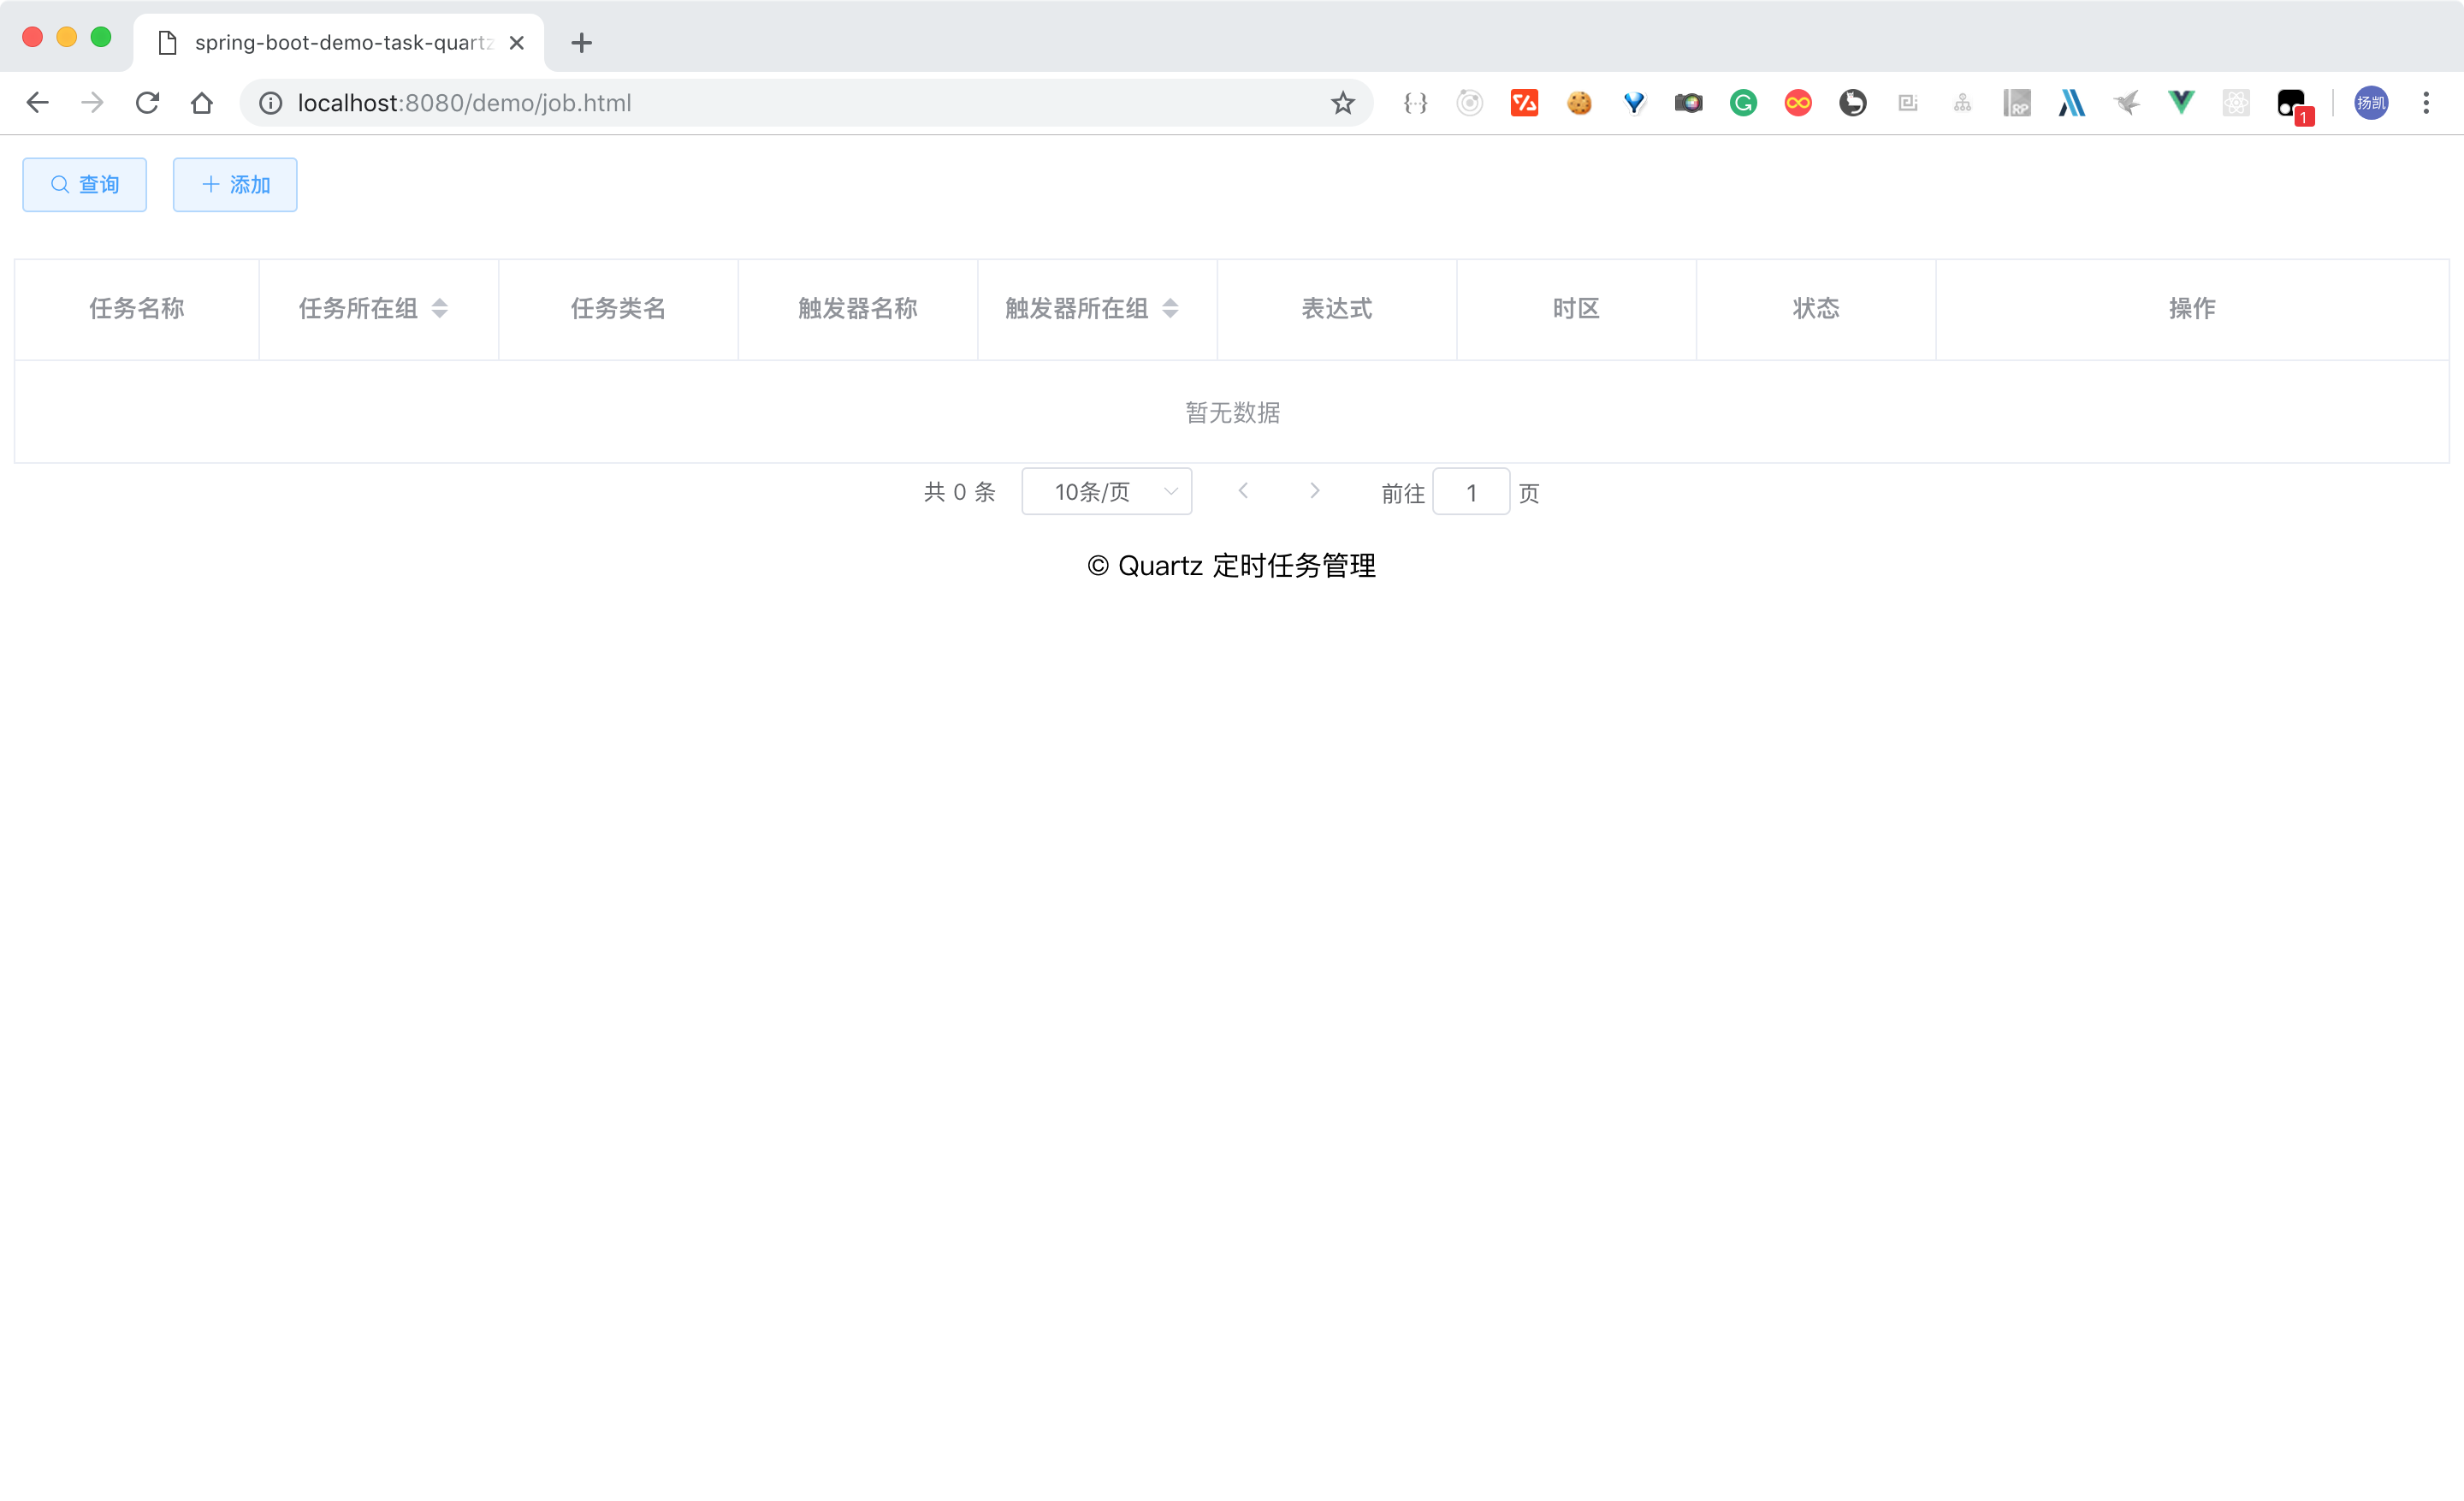 spring-boot-demo-task-quartz
localhost:8080/demo/job.html
1
扬凯
查询 添加
任务名称 任务所在组 任务类名 触发器名称 触发器所在组 表达式 时区 状态 操作
暂无数据
共 0 条 10条/页 前往 1 页
© Quartz 定时任务管理